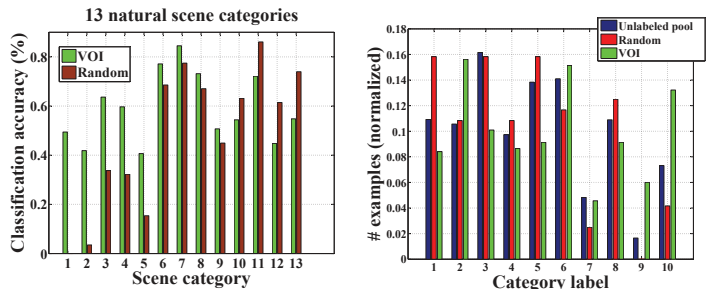 13 natural scene categories
Classification accuracy (%)
0.8
0.6
0.4
0.2
0
VOI
Random
1 2 3 4 5 6 7 8 9 10 11 12 13
Scene category
# examples (normalized)
0.18
0.16
0.14
0.12
0.1
0.08
0.06
0.04
0.02
0
Unlabeled pool
Random
VOI
1 2 3 4 5 6 7 8 9 10
Category label